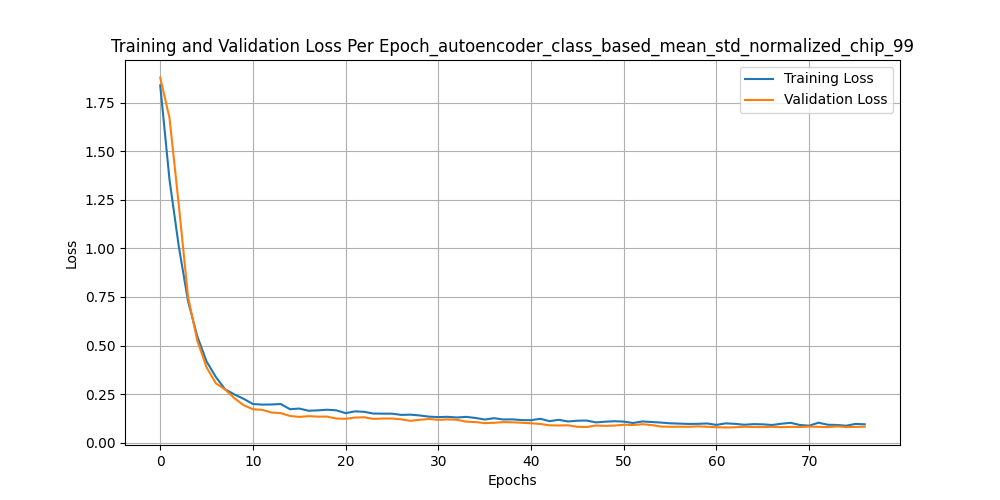 Training and Validation Loss Per Epoch_autoencoder_class_based_mean_std_normalized_chip_99
Training Loss
Validation Loss
Loss
1.75
1.50
1.25
1.00
0.75
0.50
0.25
0.00
0 10 20 30 40 50 60 70
Epochs